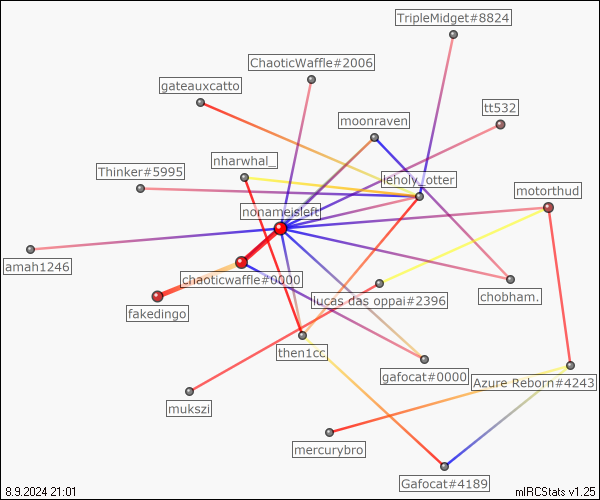 TripleMidget#8824
ChaoticWaffle#2006
gateauxcatto
tt532
moonraven
nharwhal_
Thinker#5995
leholy_otter
motorthud
nonameisleft
amah1246
chaoticwaffle#0000
lucas das oppai#2396
chobham.
fakedingo
then1cc
gafocat#0000
Azure Reborn#4243
mukszi
mercurybro
Gafocat#4189
8.9.2024 21:01
mIRCStats v1.25